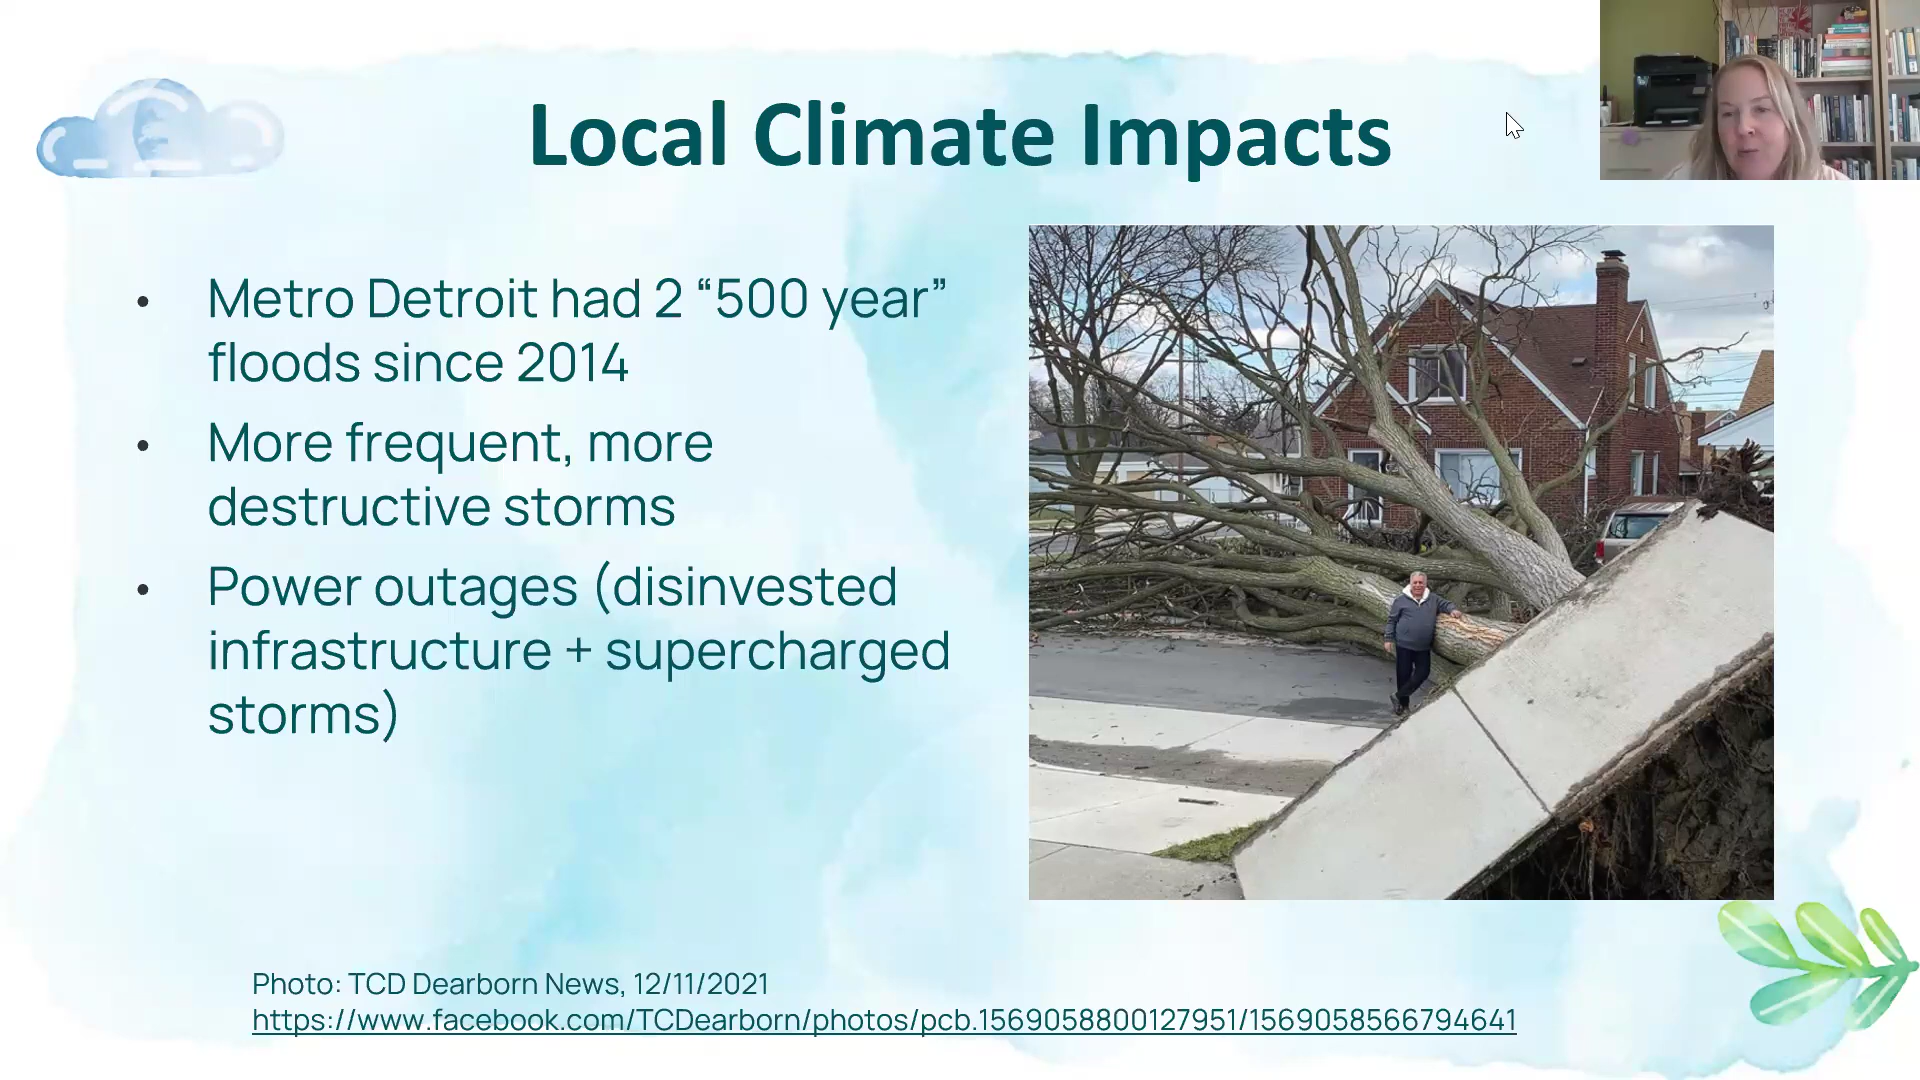 Local Climate Impacts
• Metro Detroit had 2 “500 year”
floods since 2014
• More frequent, more
destructive storms
• Power outages (disinvested
infrastructure + supercharged
storms)
Photo: TCD Dearborn News, 12/11/2021
https://www.facebook.com/TCDearborn/photos/pcb.1569058800127951/1569058566794641